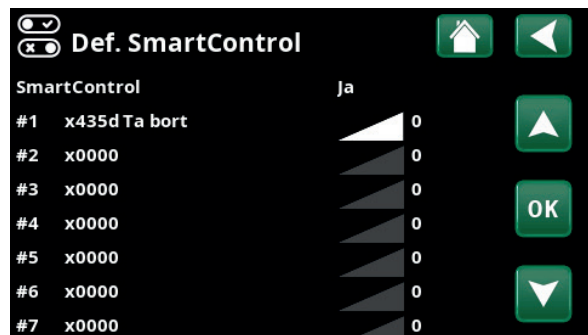 Def. SmartControl
SmartControl Ja
#1 x435d Ta bort 0
#2 x0000 0
#3 x0000 0
#4 x0000 0
OK
#5 x0000 0
#6 x0000 0
#7 x0000 0